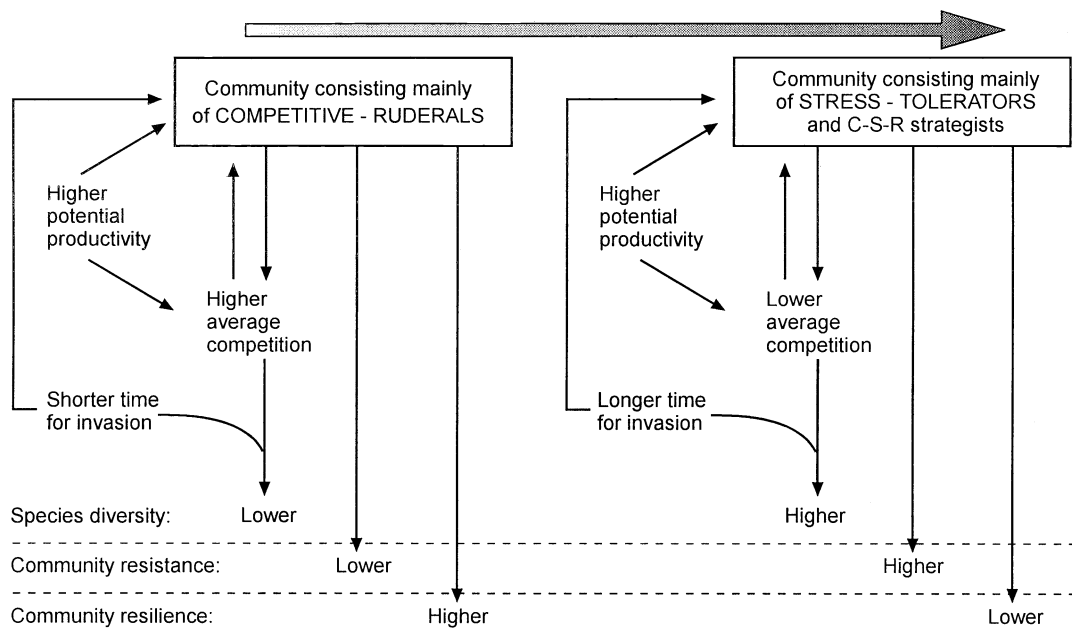 Community consisting mainly
of COMPETITIVE - RUDERALS
Higher
potential
productivity
Higher
average
competition
Shorter time
for invasion
Community consisting mainly
of STRESS - TOLERATORS
and C-S-R strategists
Higher
potential
productivity
Lower
average
competition
Longer time
for invasion
Species diversity: Lower Higher
Community resistance: Lower Higher
Community resilience: Higher Lower